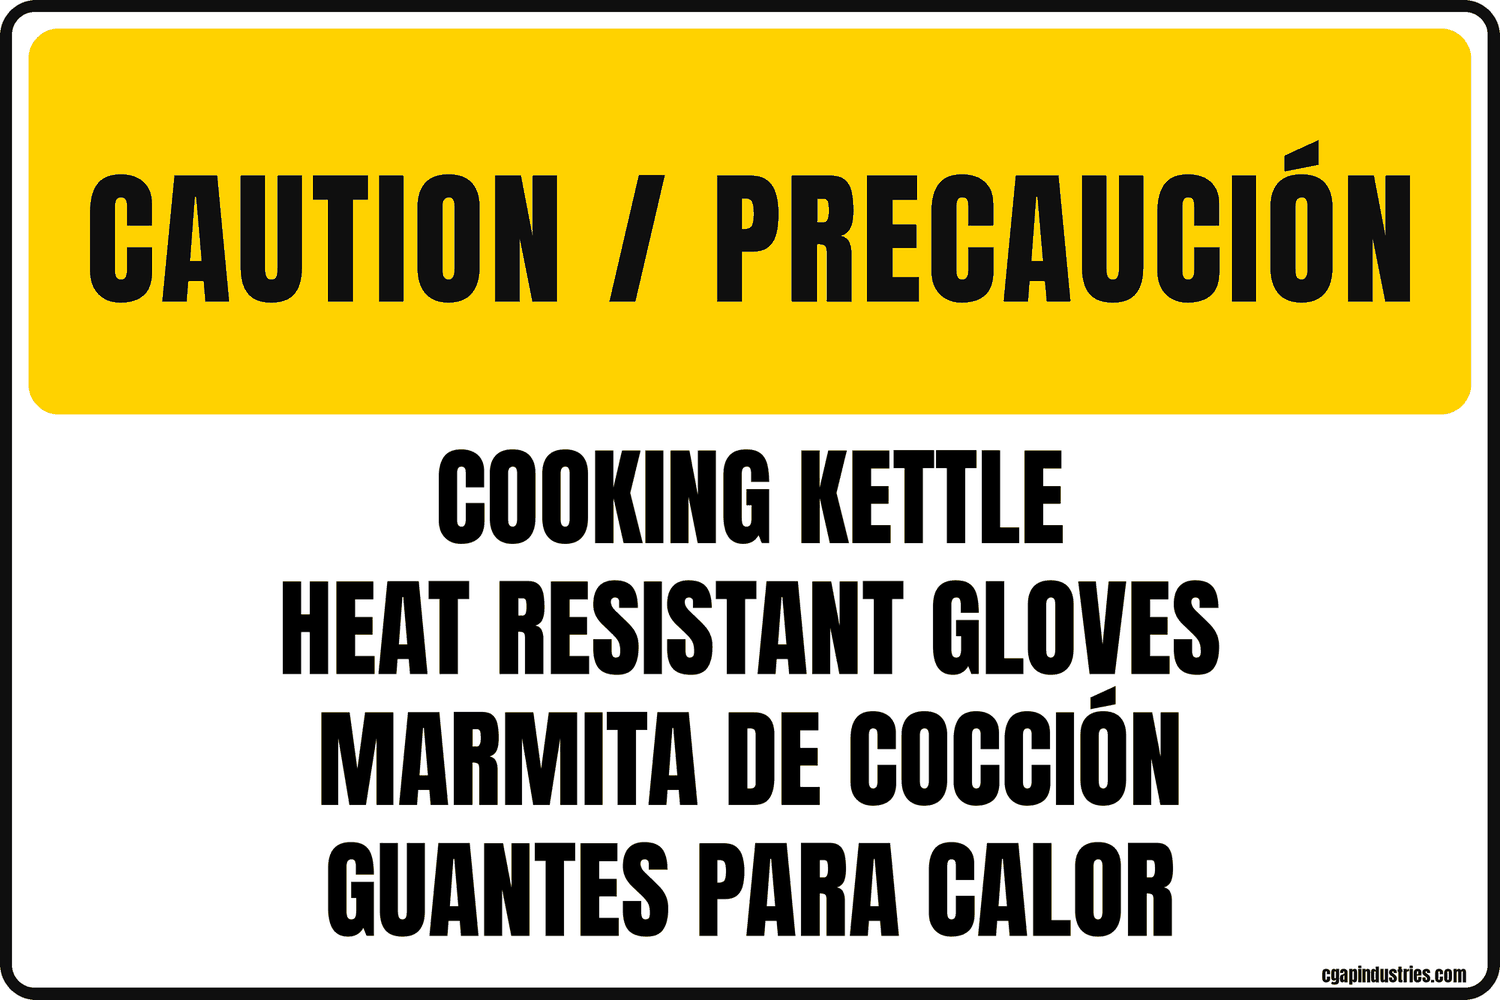 CAUTION / PRECAUCIÓN
COOKING KETTLE
HEAT RESISTANT GLOVES
MARMITA DE COCCIÓN
GUANTES PARA CALOR
cgapindustries.com